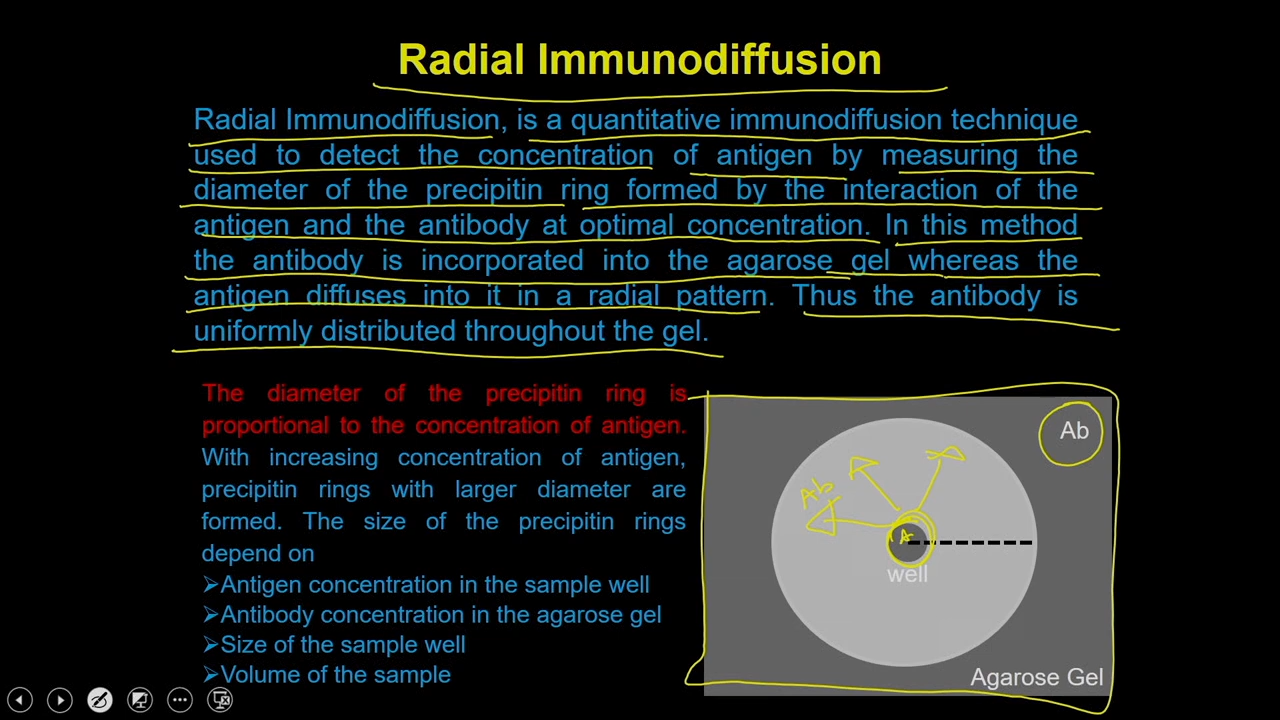 Radial Immunodiffusion
Radial Immunodiffusion, is a quantitative immunodiffusion technique
used to detect the concentration of antigen by measuring the
diameter of the precipitin ring formed by the interaction of the
antigen and the antibody at optimal concentration. In this method
the antibody is incorporated into the agarose gel whereas the
antigen diffuses into it in a radial pattern. Thus the antibody is
uniformly distributed throughout the gel.
The diameter of the precipitin ring is
proportional to the concentration of antigen.
With increasing concentration of antigen,
precipitin rings with larger diameter are
formed. The size of the precipitin rings
depend on
➢Antigen concentration in the sample well
➢Antibody concentration in the agarose gel
➢Size of the sample well
➢Volume of the sample
Ab
Ab
well
Agarose Gel